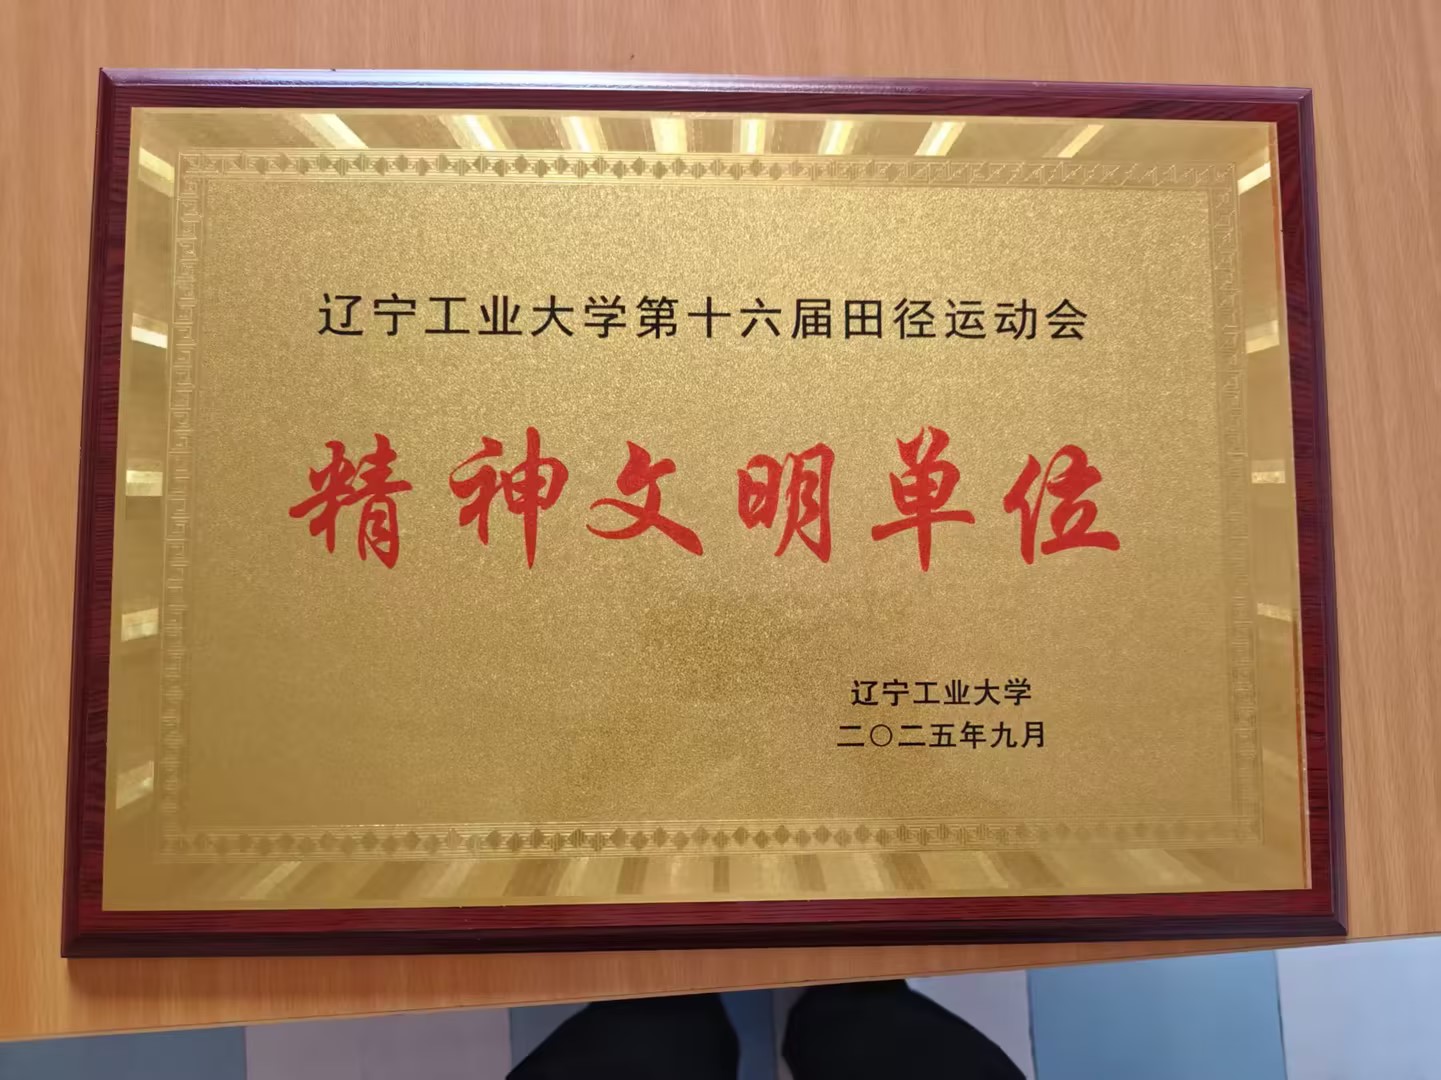 辽宁工业大学第十六届田径运动会
精神文明单位
辽宁工业大学
二〇二五年九月